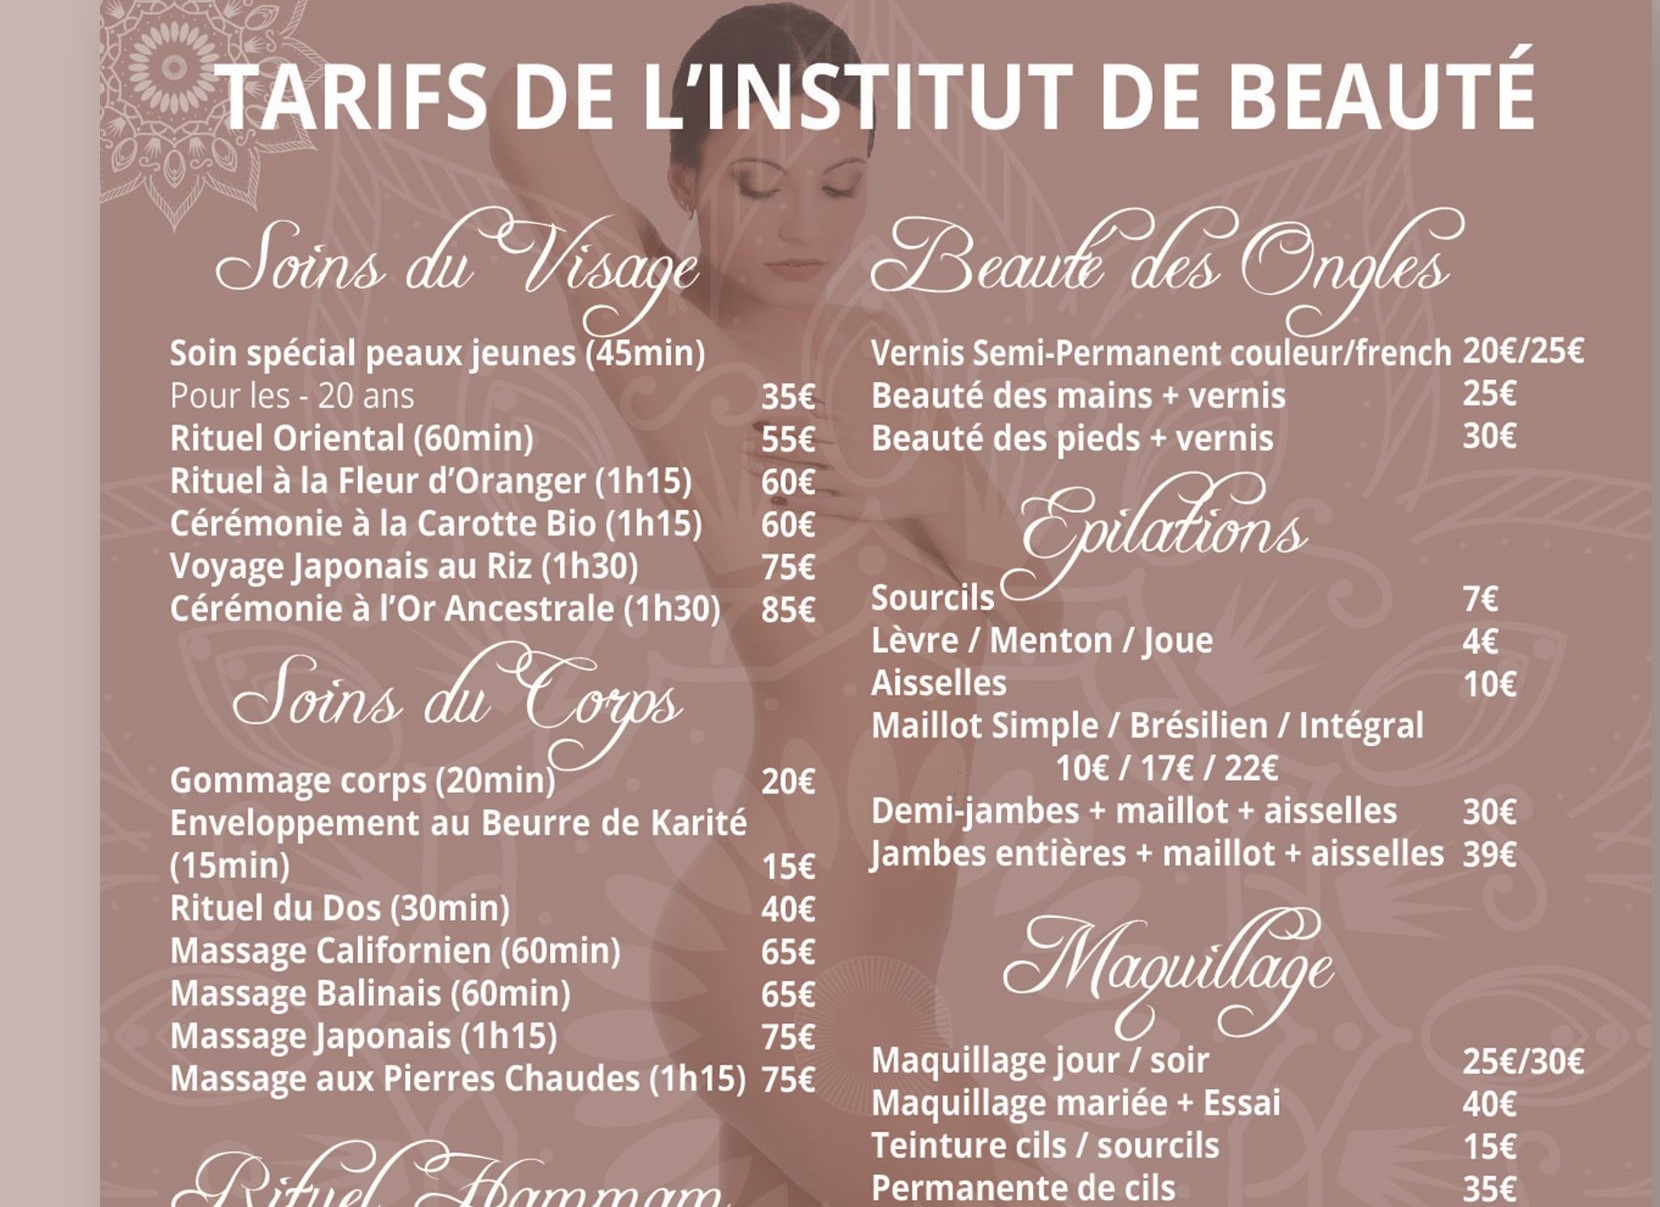 TARIFS DE L’INSTITUT DE BEAUTÉ
Soins du Visage
Soin spécial peaux jeunes (45min)
Pour les - 20 ans 35€
Rituel Oriental (60min) 55€
Rituel à la Fleur d’Oranger (1h15) 60€
Cérémonie à la Carotte Bio (1h15) 60€
Voyage Japonais au Riz (1h30) 75€
Cérémonie à l’Or Ancestrale (1h30) 85€
Soins du Corps
Gommage corps (20min) 20€
Enveloppement au Beurre de Karité
(15min) 15€
Rituel du Dos (30min) 40€
Massage Californien (60min) 65€
Massage Balinais (60min) 65€
Massage Japonais (1h15) 75€
Massage aux Pierres Chaudes (1h15) 75€
Rituel Hammam
Beauté des Ongles
Vernis Semi-Permanent couleur/french 20€/25€
Beauté des mains + vernis 25€
Beauté des pieds + vernis 30€
Epilations
Sourcils 7€
Lèvre / Menton / Joue 4€
Aisselles 10€
Maillot Simple / Brésilien / Intégral
10€ / 17€ / 22€
Demi-jambes + maillot + aisselles 30€
Jambes entières + maillot + aisselles 39€
Maquillage
Maquillage jour / soir 25€/30€
Maquillage mariée + Essai 40€
Teinture cils / sourcils 15€
Permanente de cils 35€